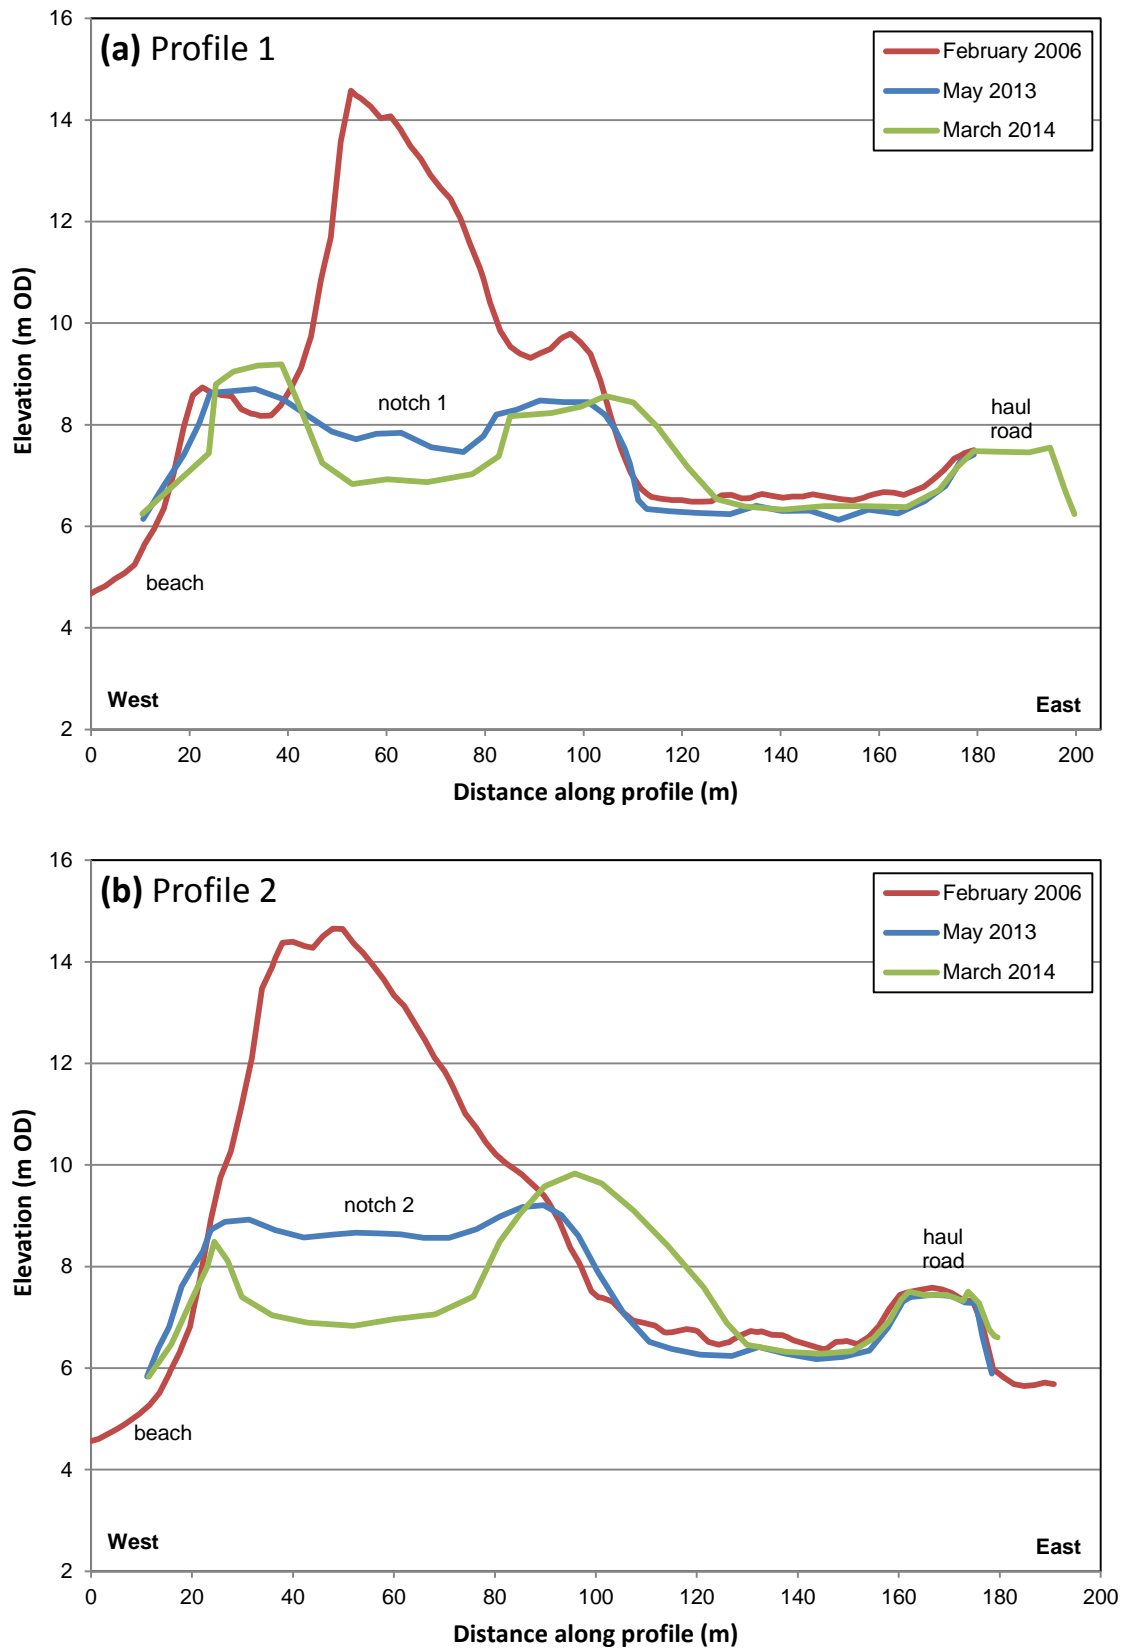 (a) Profile 1
February 2006
May 2013
March 2014
16
14
12
10
8
6
4
2
Elevation (m OD)
notch 1
haul
road
beach
West
East
0 20 40 60 80 100 120 140 160 180 200
Distance along profile (m)
(b) Profile 2
February 2006
May 2013
March 2014
16
14
12
10
8
6
4
2
Elevation (m OD)
notch 2
haul
road
beach
West
East
0 20 40 60 80 100 120 140 160 180 200
Distance along profile (m)